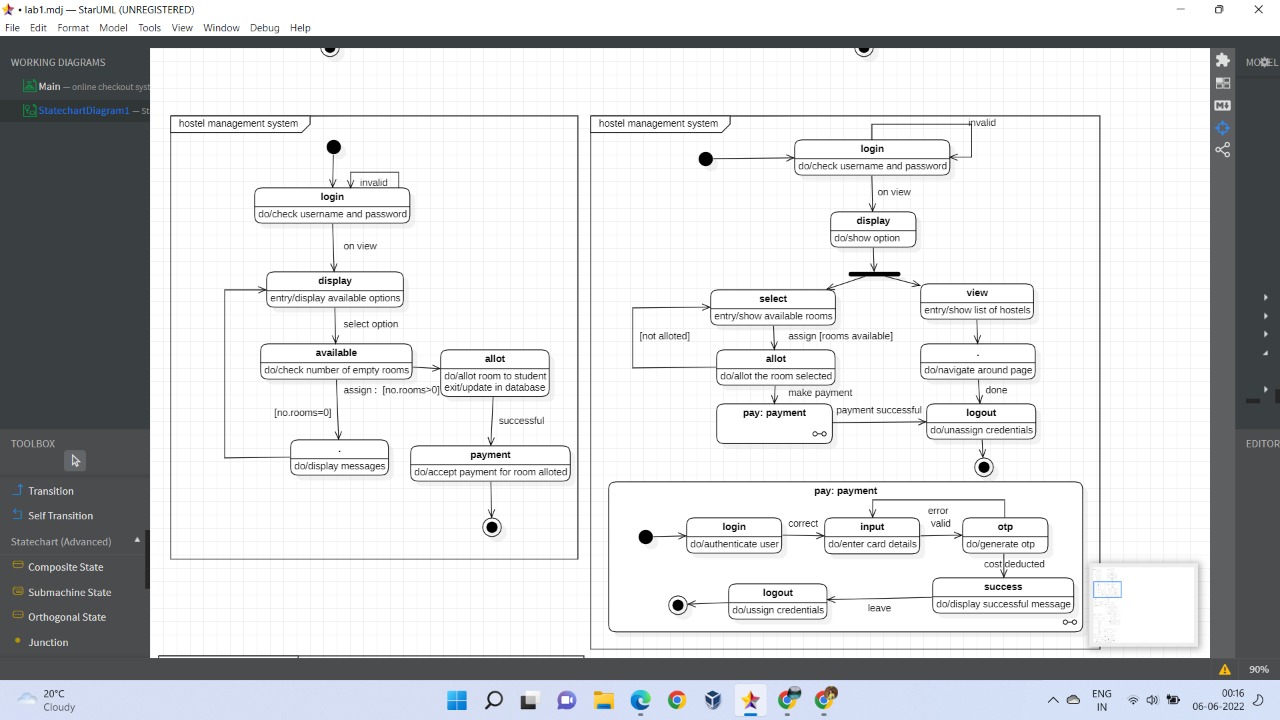 • lab1.mdj — StarUML (UNREGISTERED)
File Edit Format Model Tools View Window Debug Help
WORKING DIAGRAMS
Main — online checkout syst
StatechartDiagram1 — St
TOOLBOX
Transition
Self Transition
Statechart (Advanced)
Composite State
Submachine State
Orthogonal State
Junction
hostel management system
invalid
login
do/check username and password
on view
display
entry/display available options
select option
available
do/check number of empty rooms
allot
do/allot room to student
exit/update in database
assign : [no.rooms>0]
[no.rooms=0]
successful
.
do/display messages
payment
do/accept payment for room alloted
hostel management system
invalid
login
do/check username and password
on view
display
do/show option
select
entry/show available rooms
view
entry/show list of hostels
[not alloted]
assign [rooms available]
allot
do/allot the room selected
.
do/navigate around page
make payment
done
pay: payment
payment successful
logout
do/unassign credentials
pay: payment
login
do/authenticate user
correct
input
do/enter card details
error
valid
otp
do/generate otp
cost deducted
success
do/display successful message
leave
logout
do/ussign credentials
MODEL
EDITOR
90%
20°C
Cloudy
ENG
IN
00:16
06-06-2022